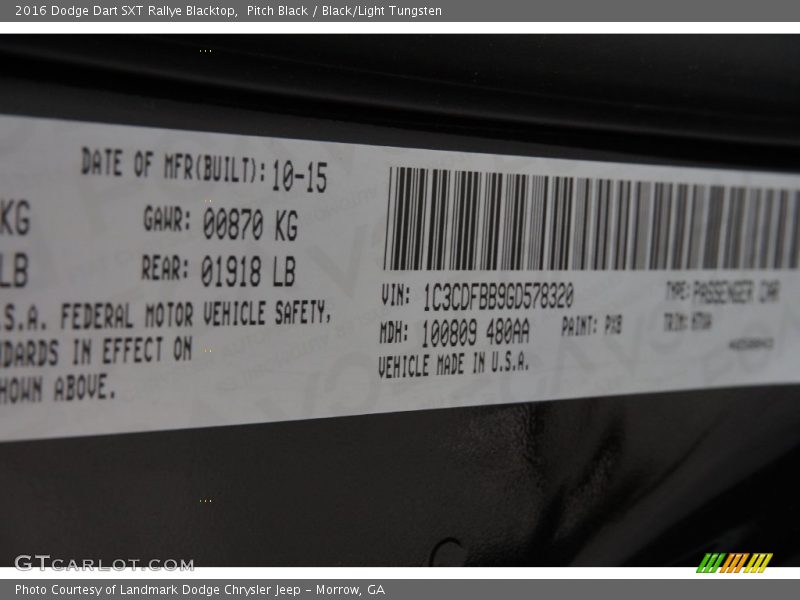 2016 Dodge Dart SXT Rallye Blacktop, Pitch Black / Black/Light Tungsten
DATE OF MFR(BUILT): 10-15
KG GAWR: 00870 KG
LB REAR: 01918 LB
.S.A. FEDERAL MOTOR VEHICLE SAFETY,
DARDS IN EFFECT ON
HOWN ABOVE.
VIN: 1C3CDFBB9GD578320 TYPE: PASSENGER CAR
MDH: 100809 480AA PAINT: PXB TRIM:
VEHICLE MADE IN U.S.A.
GTCARLOT.COM
Photo Courtesy of Landmark Dodge Chrysler Jeep - Morrow, GA